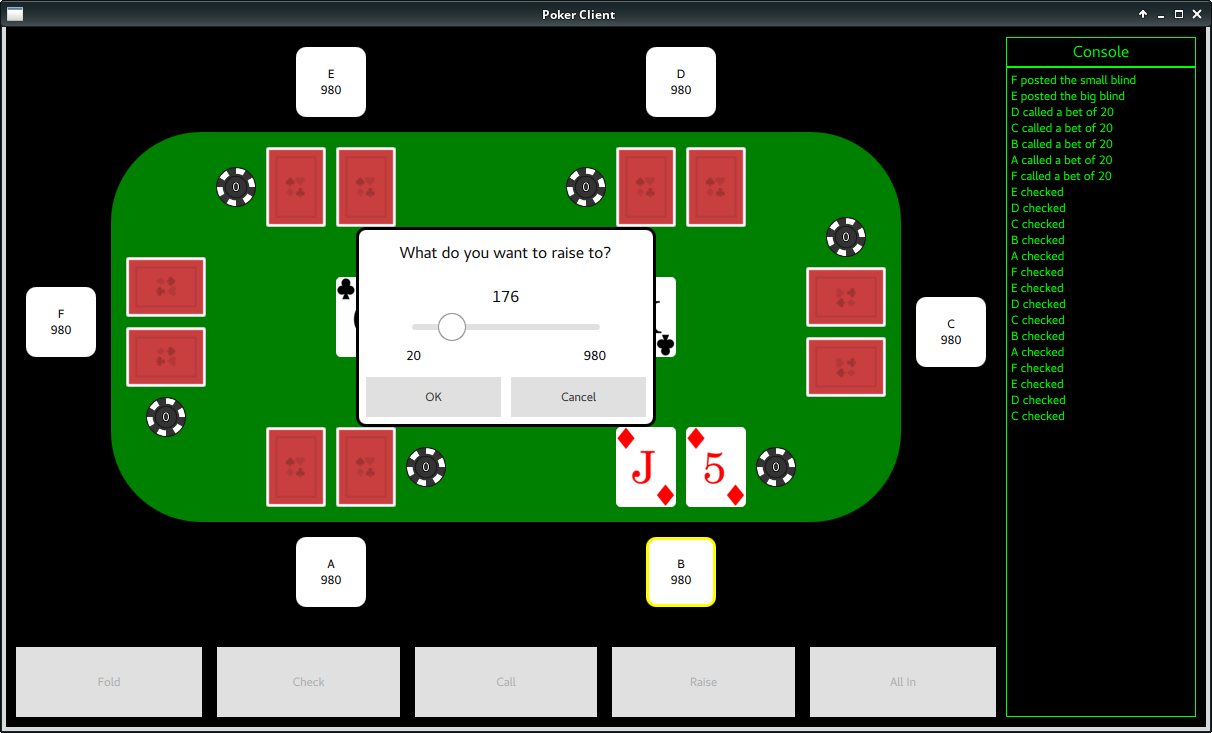 Poker Client
E
980
D
980
0
0
0
F
980
0
What do you want to raise to?
176
20 980
OK Cancel
C
980
0
J
5
0
A
980
B
980
Fold Check Call Raise All In
Console
F posted the small blind
E posted the big blind
D called a bet of 20
C called a bet of 20
B called a bet of 20
A called a bet of 20
F called a bet of 20
E checked
D checked
C checked
B checked
A checked
F checked
E checked
D checked
C checked
B checked
A checked
F checked
E checked
D checked
C checked